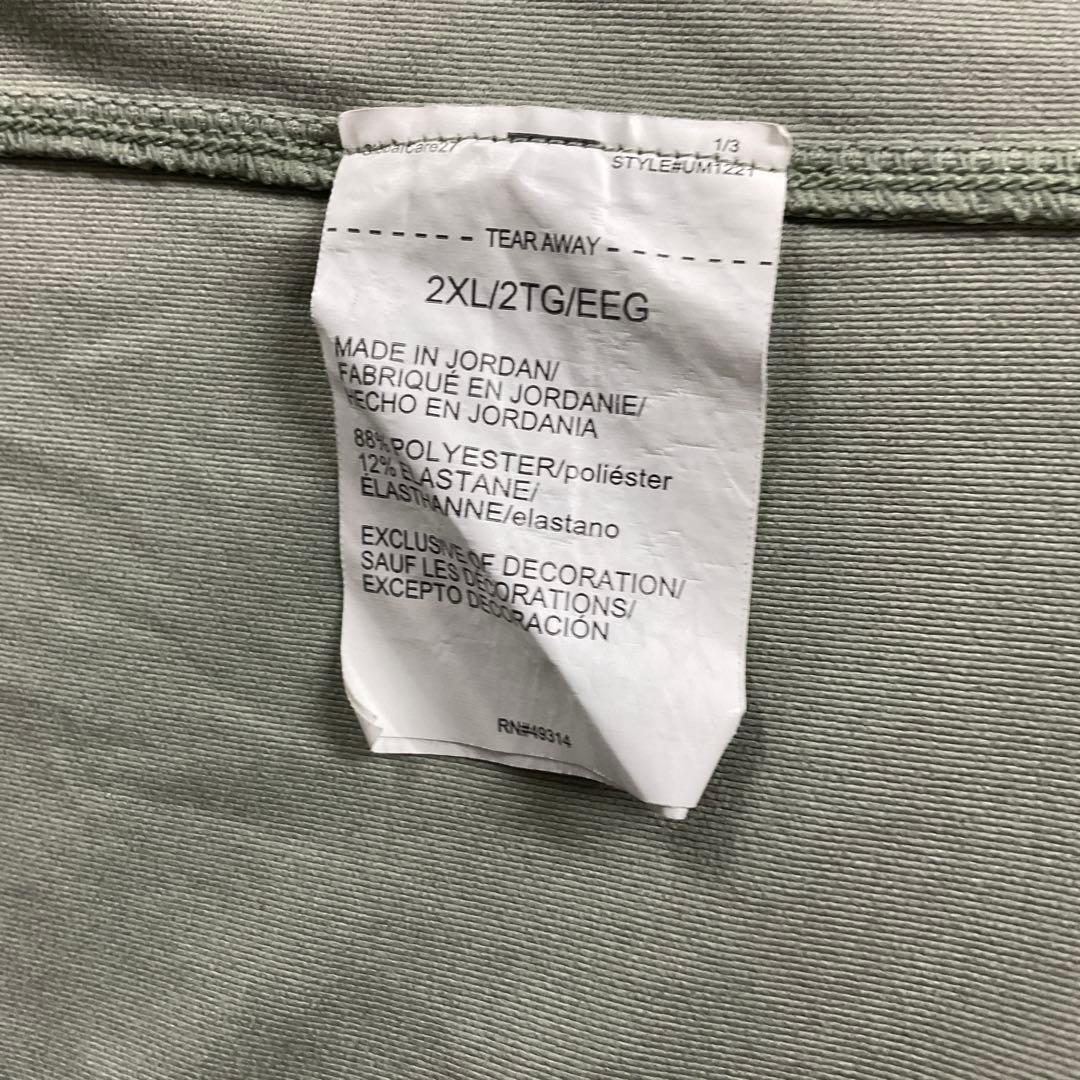 1/3
STYLE#UM1221
TEAR AWAY
2XL/2TG/EEG
MADE IN JORDAN/
FABRIQUÉ EN JORDANIE/
HECHO EN JORDANIA
88% POLYESTER/poliéster
12% ELASTANE/
ÉLASTHANNE/elastano
EXCLUSIVE OF DECORATION/
SAUF LES DECORATIONS/
EXCEPTO DECORACIÓN
RN#49314